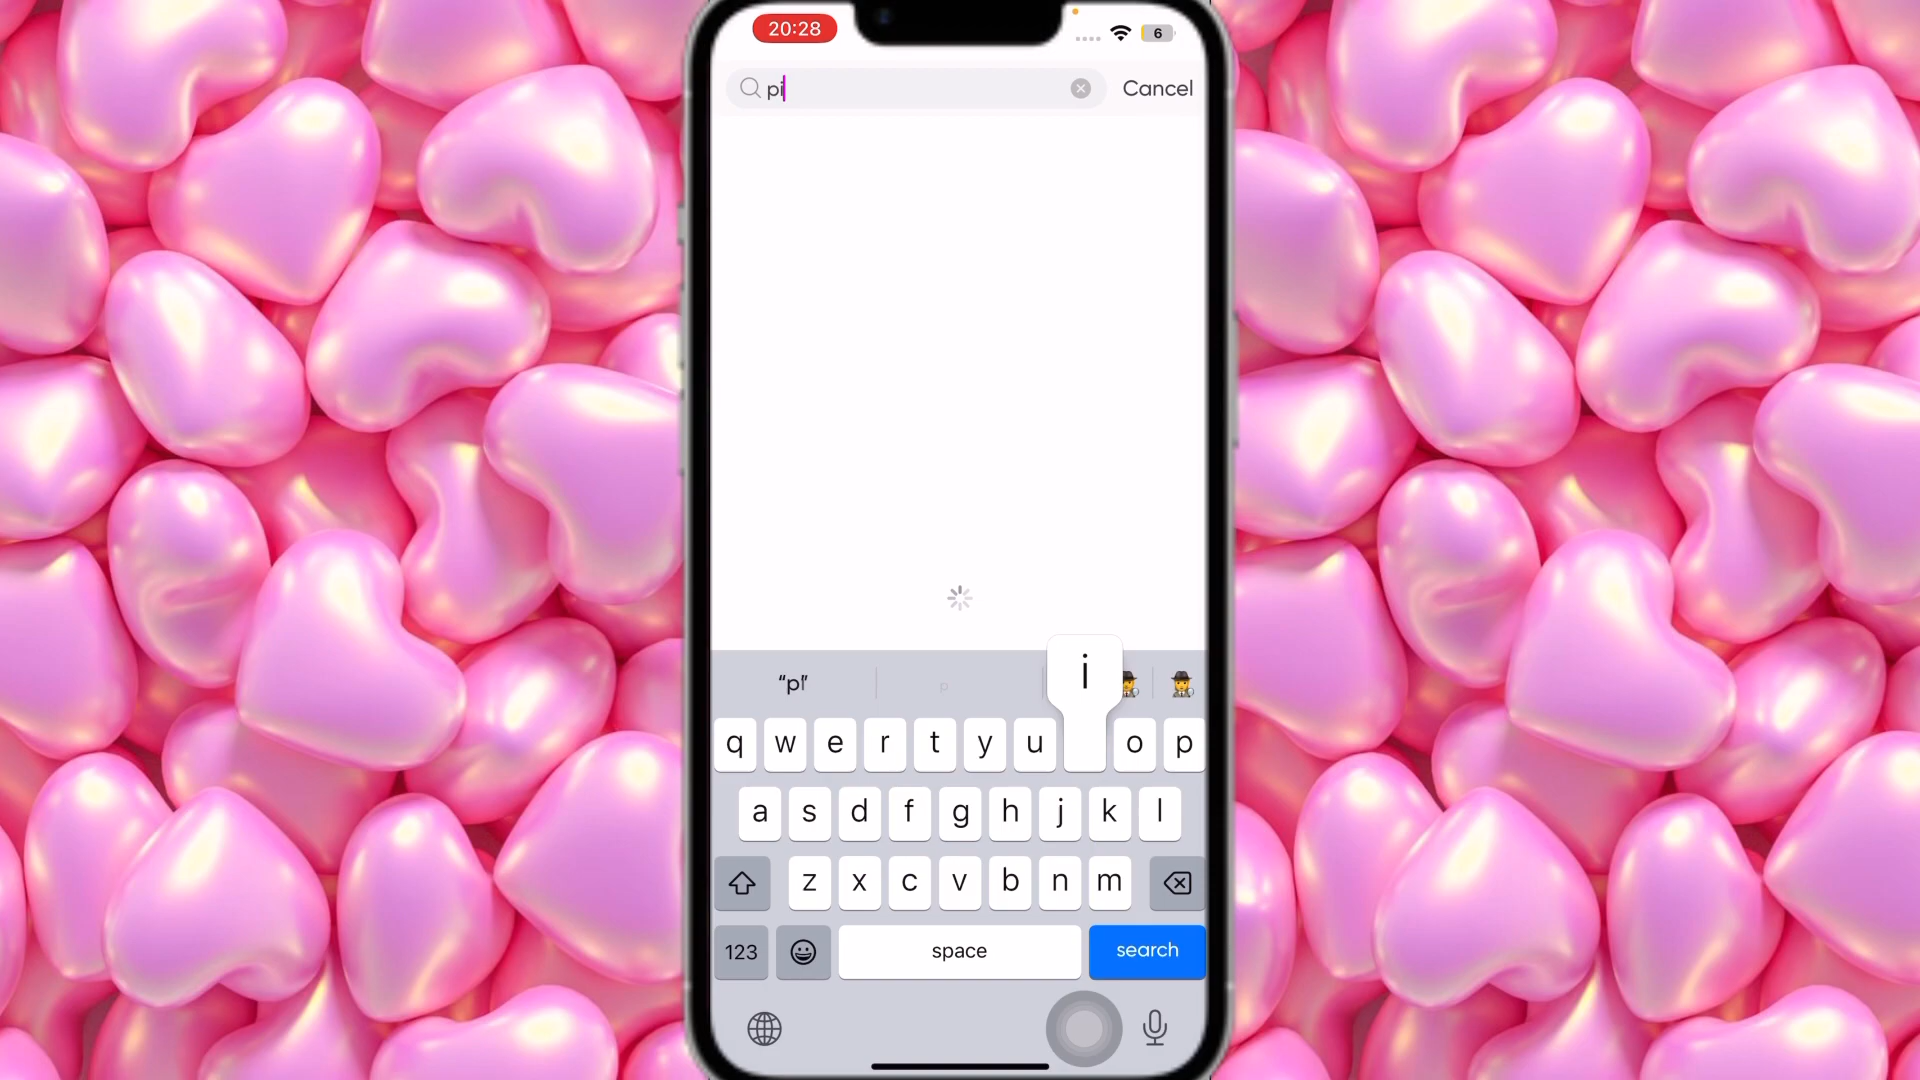 20:28
6
pi
Cancel
“pi”
p
i
q w e r t y u o p
a s d f g h j k l
z x c v b n m
123
space
search